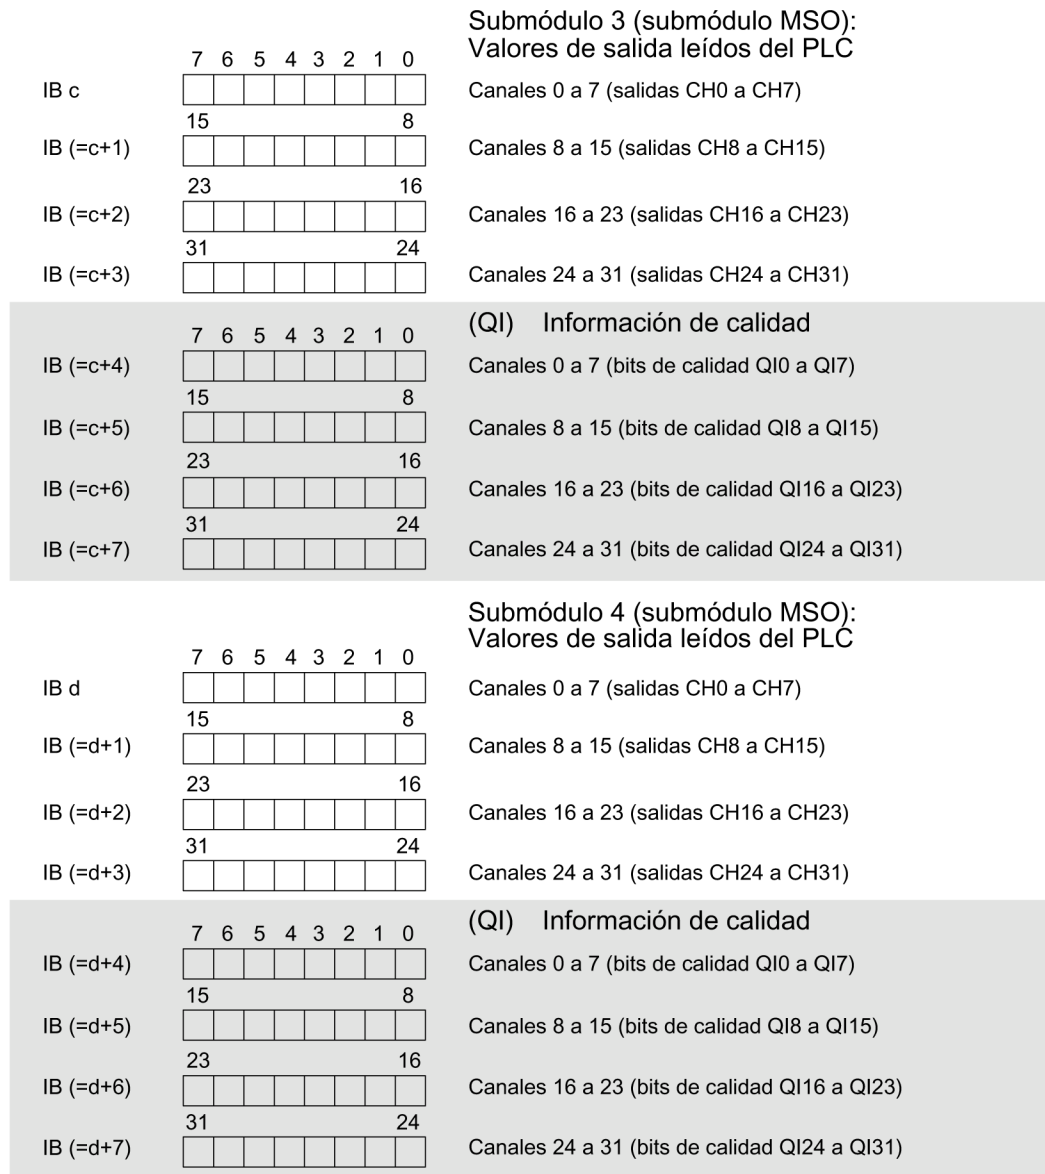 Submódulo 3 (submódulo MSO):
Valores de salida leídos del PLC
7 6 5 4 3 2 1 0
IB c Canales 0 a 7 (salidas CH0 a CH7)
15 8
IB (=c+1) Canales 8 a 15 (salidas CH8 a CH15)
23 16
IB (=c+2) Canales 16 a 23 (salidas CH16 a CH23)
31 24
IB (=c+3) Canales 24 a 31 (salidas CH24 a CH31)
(QI) Información de calidad
7 6 5 4 3 2 1 0
IB (=c+4) Canales 0 a 7 (bits de calidad QI0 a QI7)
15 8
IB (=c+5) Canales 8 a 15 (bits de calidad QI8 a QI15)
23 16
IB (=c+6) Canales 16 a 23 (bits de calidad QI16 a QI23)
31 24
IB (=c+7) Canales 24 a 31 (bits de calidad QI24 a QI31)
Submódulo 4 (submódulo MSO):
Valores de salida leídos del PLC
7 6 5 4 3 2 1 0
IB d Canales 0 a 7 (salidas CH0 a CH7)
15 8
IB (=d+1) Canales 8 a 15 (salidas CH8 a CH15)
23 16
IB (=d+2) Canales 16 a 23 (salidas CH16 a CH23)
31 24
IB (=d+3) Canales 24 a 31 (salidas CH24 a CH31)
(QI) Información de calidad
7 6 5 4 3 2 1 0
IB (=d+4) Canales 0 a 7 (bits de calidad QI0 a QI7)
15 8
IB (=d+5) Canales 8 a 15 (bits de calidad QI8 a QI15)
23 16
IB (=d+6) Canales 16 a 23 (bits de calidad QI16 a QI23)
31 24
IB (=d+7) Canales 24 a 31 (bits de calidad QI24 a QI31)